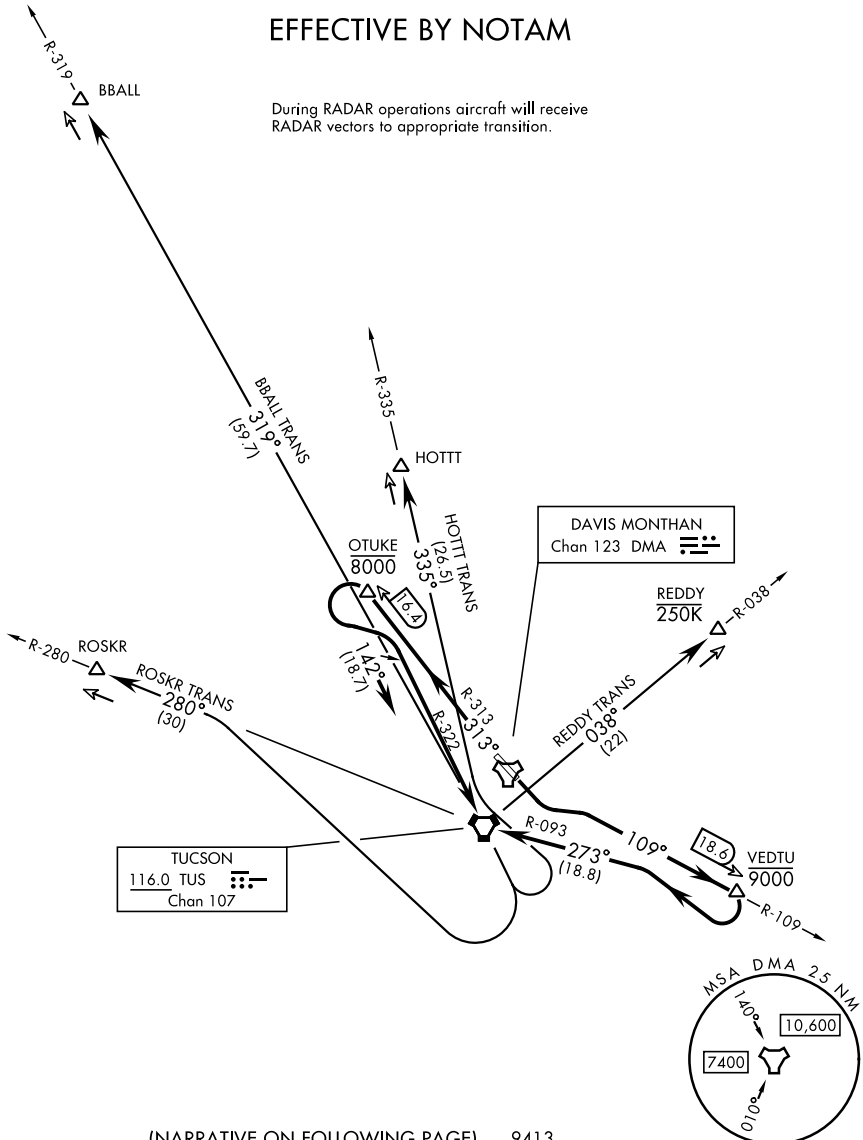 EFFECTIVE BY NOTAM
During RADAR operations aircraft will receive
RADAR vectors to appropriate transition.
R-319
BBALL
BBALL TRANS
319°
(59.7)
R-335
HOTTT
HOTTT TRANS
(26.5)
335°
OTUKE
8000
16.4
DAVIS MONTHAN
Chan 123 DMA
REDDY
250K
R-038
R-280
ROSKR
ROSKR TRANS
280°
(30)
142°
(18.7)
R-322
R-313
313°
REDDY TRANS
038°
(22)
R-093
273°
(18.8)
109°
18.6
VEDTU
9000
R-109
TUCSON
116.0 TUS
Chan 107
MSA DMA 25 NM
140°
10,600
7400
010°
(NARRATIVE ON FOLLOWING PAGE) 9413